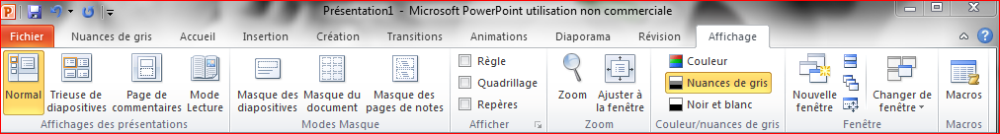 Présentation1 - Microsoft PowerPoint utilisation non commerciale
Fichier Nuances de gris Accueil Insertion Création Transitions Animations Diaporama Révision Affichage
Normal
Trieuse de
diapositives
Page de
commentaires
Mode
Lecture
Affichages des présentations
Masque des
diapositives
Masque du
document
Masque des
pages de notes
Modes Masque
Règle
Quadrillage
Repères
Afficher
Zoom
Ajuster à
la fenêtre
Zoom
Couleur
Nuances de gris
Noir et blanc
Couleur/nuances de gris
Nouvelle
fenêtre
Changer de
fenêtre
Fenêtre
Macros
Macros